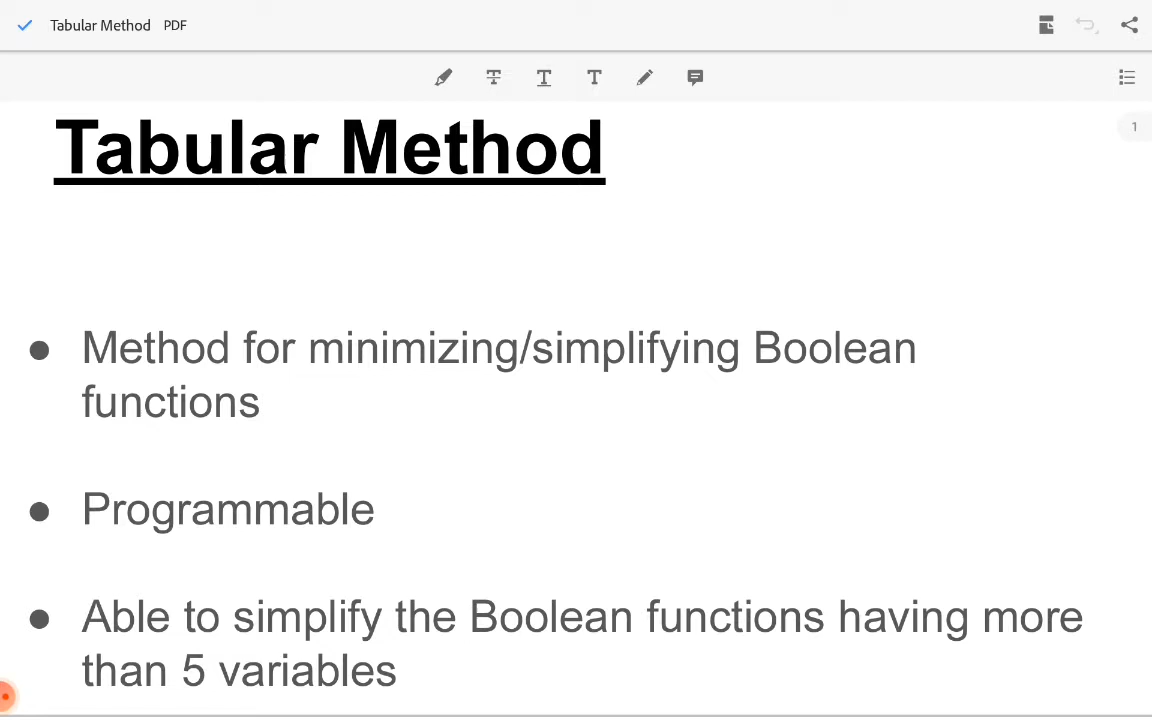 Tabular Method PDF
1
Tabular Method
● Method for minimizing/simplifying Boolean
functions
● Programmable
● Able to simplify the Boolean functions having more
than 5 variables